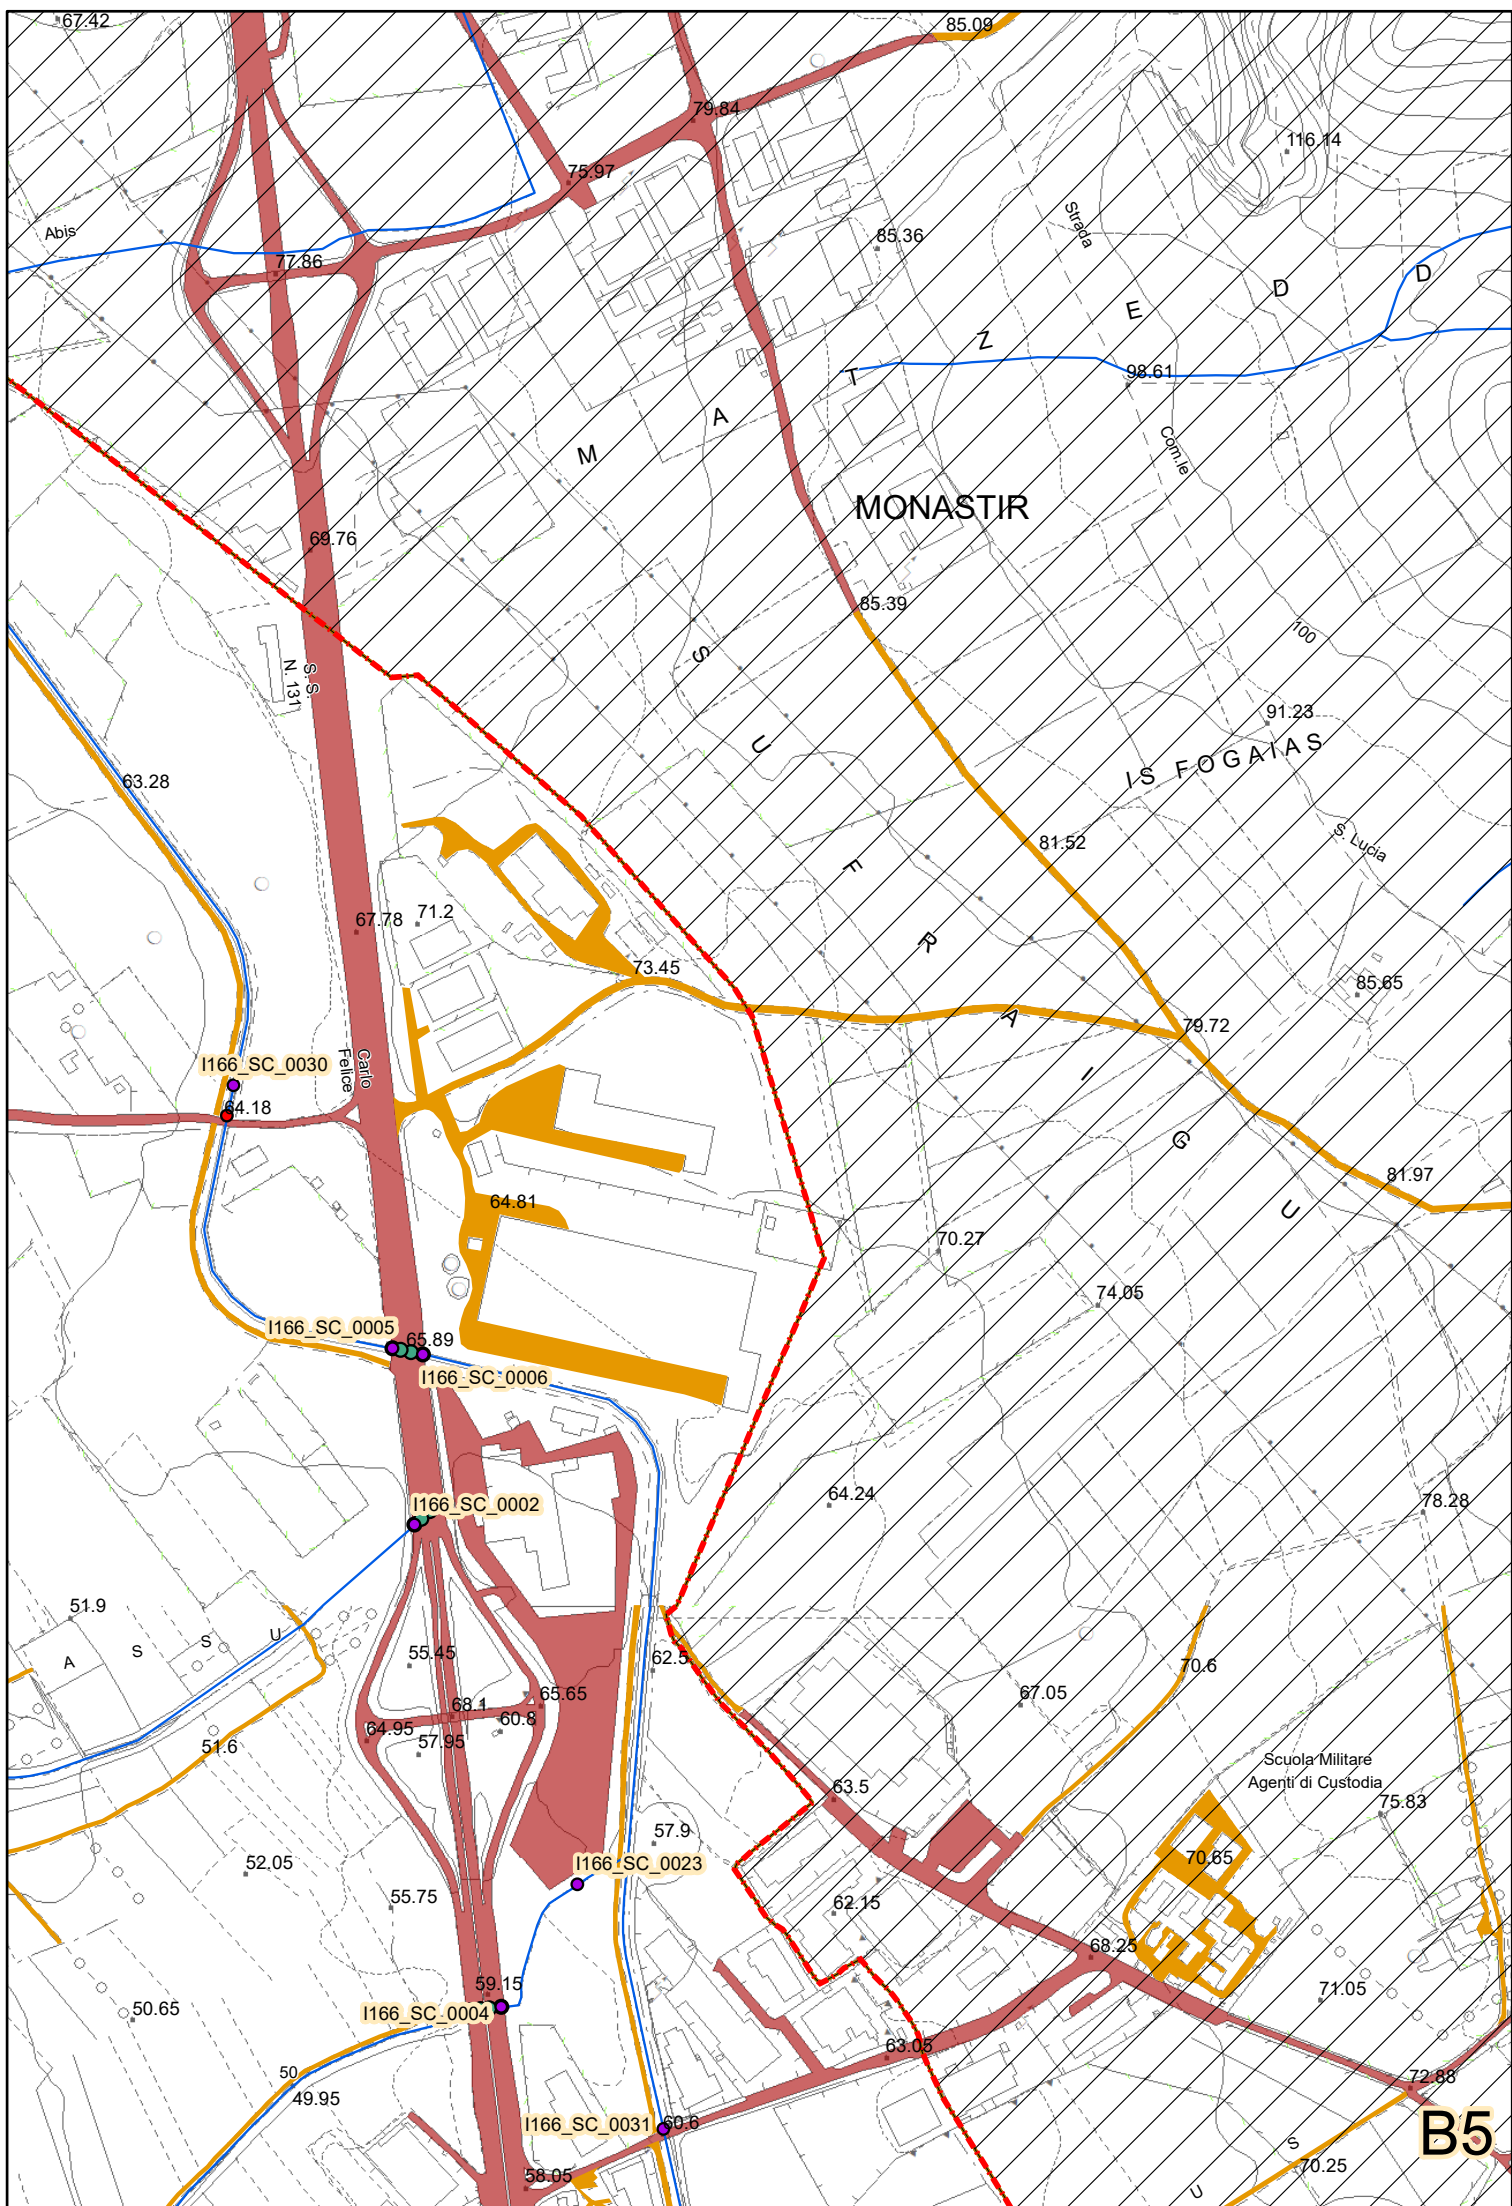 67.42
85.09
79.84
116.14
75.97
Strada
Abis
85.36
77.86
M A T Z E D D
98.61
Com.le
MONASTIR
69.76
85.39
100
S. S.
N. 131
91.23
IS FOGAIAS
63.28
81.52
S. Lucia
71.2
67.78
73.45
85.65
79.72
S U F R A I G U
Carlo
Felice
I166_SC_0030
64.18
81.97
64.81
70.27
74.05
I166_SC_0005
65.89
I166_SC_0006
64.24
78.28
I166_SC_0002
51.9
A S S U
55.45
62.5
70.6
67.05
65.65
68.1
60.8
64.95
57.95
51.6
Scuola Militare
Agenti di Custodia
63.5
75.83
57.9
I166_SC_0023
70.65
52.05
55.75
62.15
68.25
59.15
71.05
50.65
I166_SC_0004
63.05
50
49.95
72.88
I166_SC_0031
60.6
B5
58.05
70.25
U S